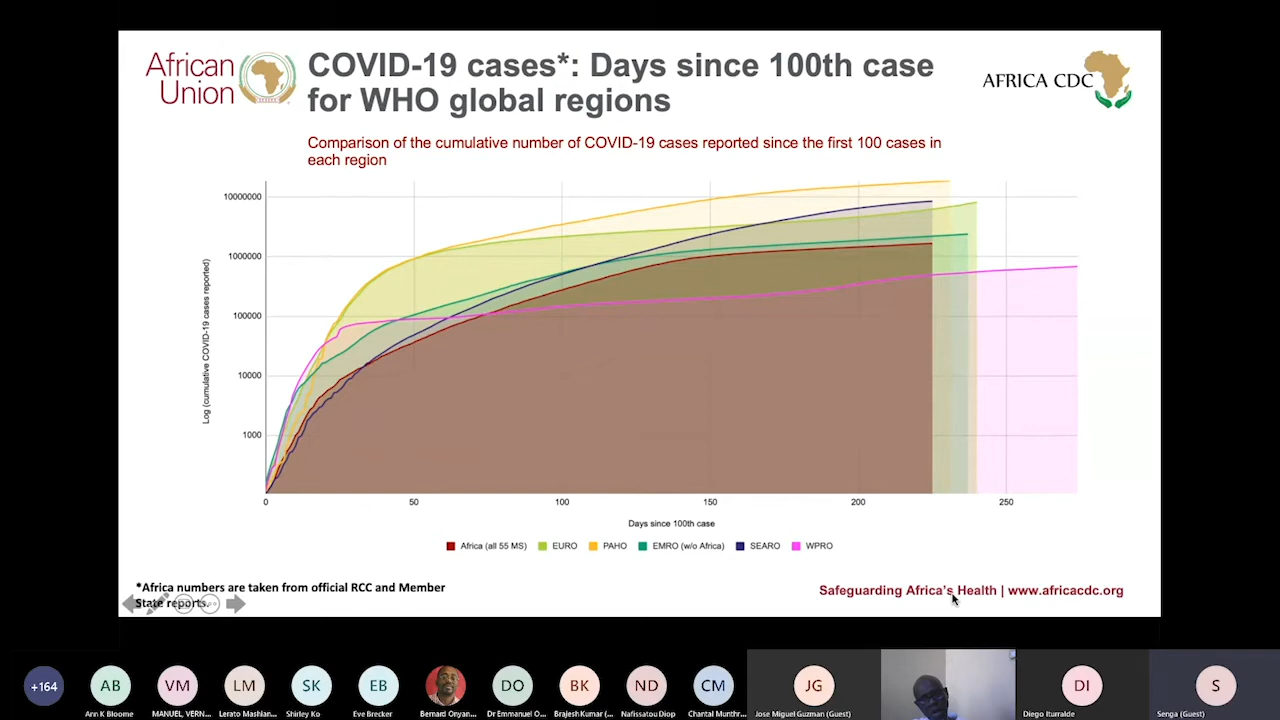 African
Union
COVID-19 cases*: Days since 100th case
for WHO global regions
AFRICA CDC
Comparison of the cumulative number of COVID-19 cases reported since the first 100 cases in
each region
Log (cumulative COVID-19 cases reported)
10000000
1000000
100000
10000
1000
0 50 100 150 200 250
Days since 100th case
Africa (all 55 MS) EURO PAHO EMRO (w/o Africa) SEARO WPRO
*Africa numbers are taken from official RCC and Member
State reports.
Safeguarding Africa's Health | www.africacdc.org
+164 AB VM LM SK EB DO BK ND CM JG DI S
Ann K Bloome MANUEL, VERN... Lerato Mashlan... Shirley Ko Eve Brecker Bernard Onyan... Dr Emmanuel O... Brajesh Kumar (... Nafissatou Diop Chantal Munthr... Jose Miguel Guzman (Guest) Diego Iturralde Senga (Guest)